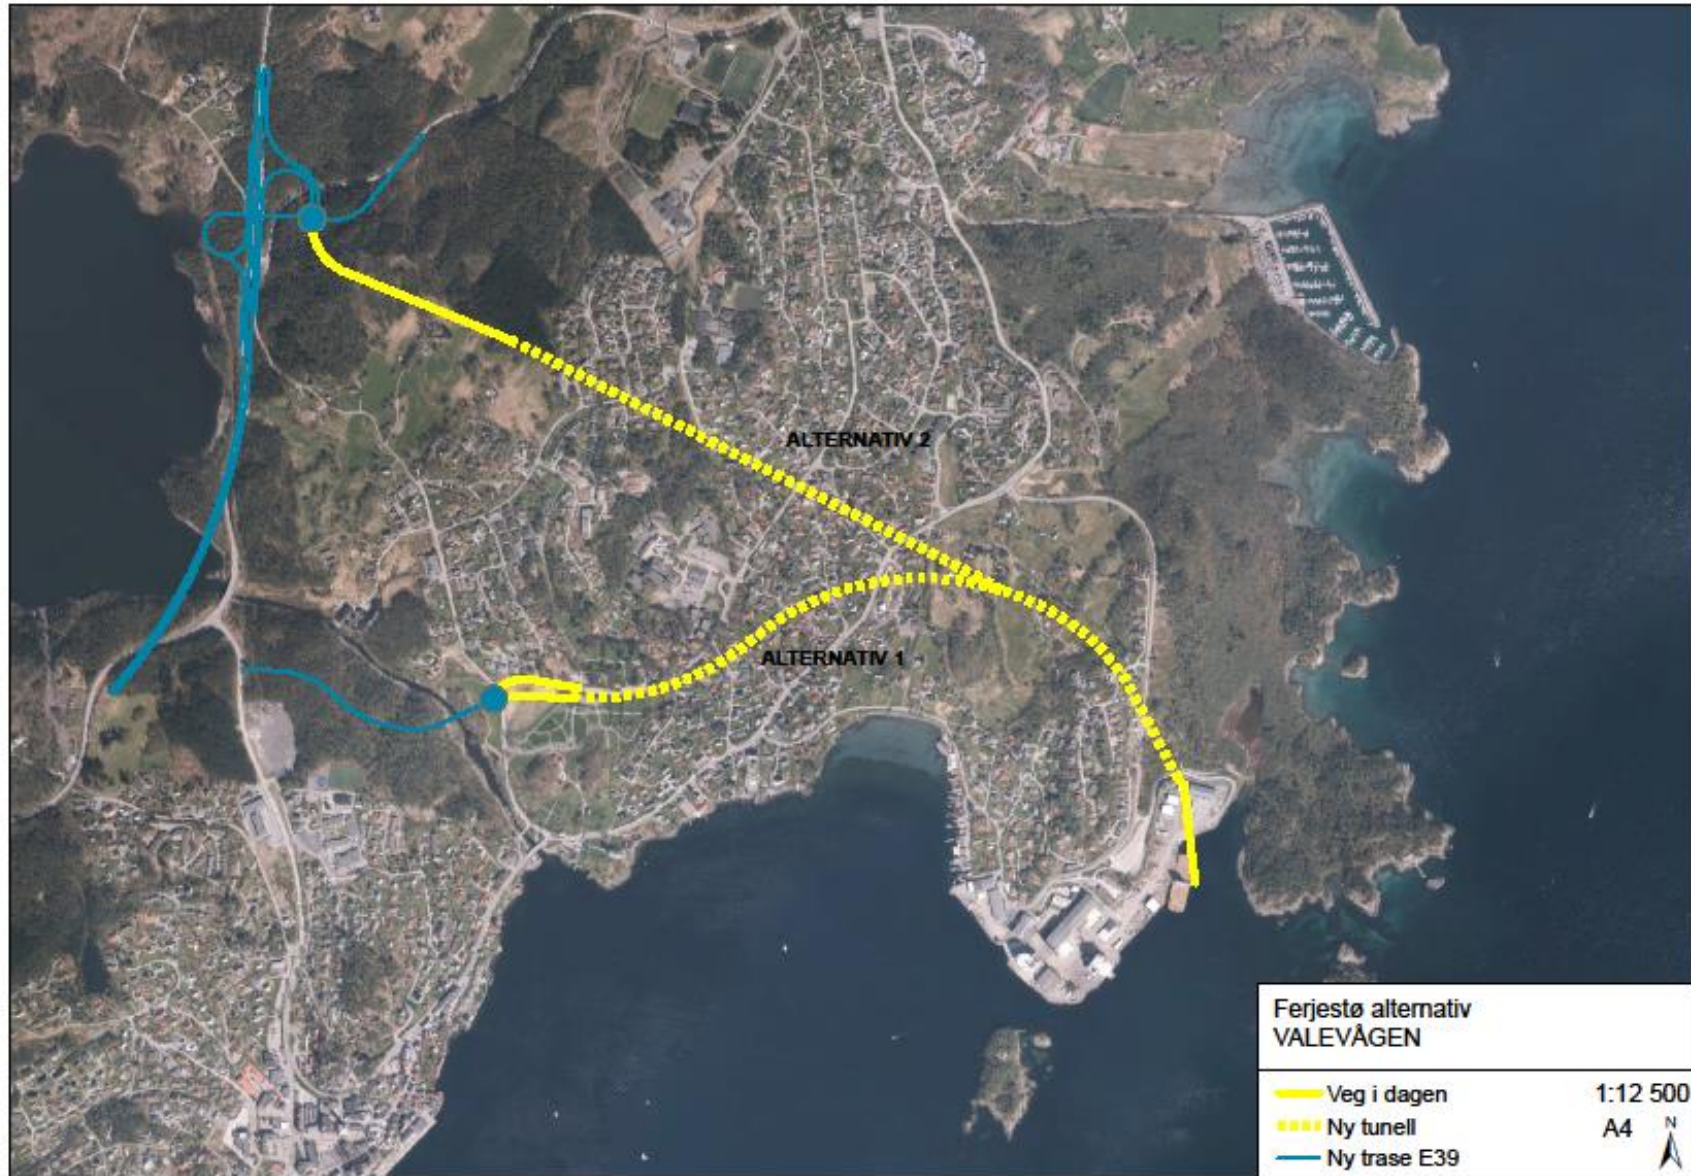 ALTERNATIV 2
ALTERNATIV 1
Ferjestø alternativ
VALEVÅGEN
Veg i dagen
1:12 500
Ny tunell
A4
N
Ny trase E39